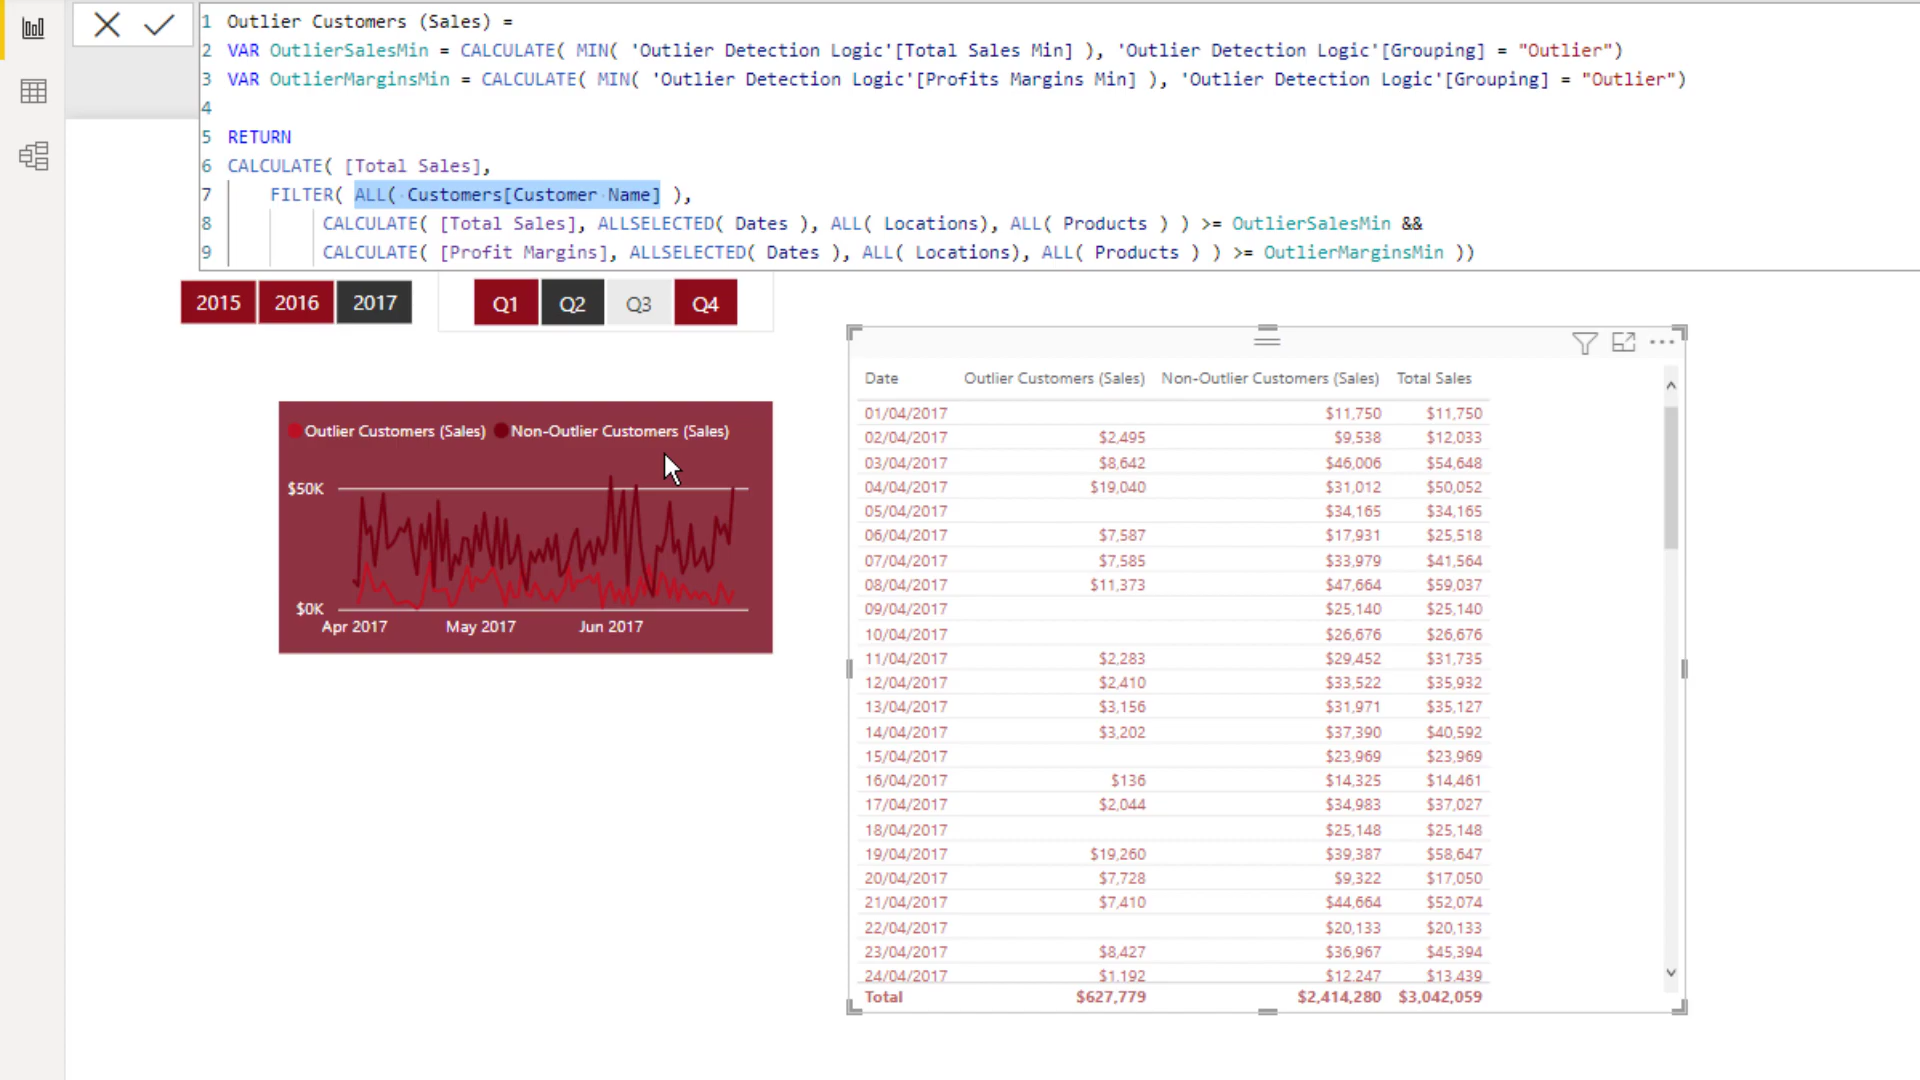 1 Outlier Customers (Sales) =
2 VAR OutlierSalesMin = CALCULATE( MIN( 'Outlier Detection Logic'[Total Sales Min] ), 'Outlier Detection Logic'[Grouping] = "Outlier")
3 VAR OutlierMarginsMin = CALCULATE( MIN( 'Outlier Detection Logic'[Profits Margins Min] ), 'Outlier Detection Logic'[Grouping] = "Outlier")
4
5 RETURN
6 CALCULATE( [Total Sales],
7 FILTER( ALL( Customers[Customer Name] ),
8 CALCULATE( [Total Sales], ALLSELECTED( Dates ), ALL( Locations), ALL( Products ) ) >= OutlierSalesMin &&
9 CALCULATE( [Profit Margins], ALLSELECTED( Dates ), ALL( Locations), ALL( Products ) ) >= OutlierMarginsMin ))
2015 2016 2017 Q1 Q2 Q3 Q4
Outlier Customers (Sales) Non-Outlier Customers (Sales)
$50K
$0K
Apr 2017 May 2017 Jun 2017
Date Outlier Customers (Sales) Non-Outlier Customers (Sales) Total Sales
01/04/2017 $11,750 $11,750
02/04/2017 $2,495 $9,538 $12,033
03/04/2017 $8,642 $46,006 $54,648
04/04/2017 $19,040 $31,012 $50,052
05/04/2017 $34,165 $34,165
06/04/2017 $7,587 $17,931 $25,518
07/04/2017 $7,585 $33,979 $41,564
08/04/2017 $11,373 $47,664 $59,037
09/04/2017 $25,140 $25,140
10/04/2017 $26,676 $26,676
11/04/2017 $2,283 $29,452 $31,735
12/04/2017 $2,410 $33,522 $35,932
13/04/2017 $3,156 $31,971 $35,127
14/04/2017 $3,202 $37,390 $40,592
15/04/2017 $23,969 $23,969
16/04/2017 $136 $14,325 $14,461
17/04/2017 $2,044 $34,983 $37,027
18/04/2017 $25,148 $25,148
19/04/2017 $19,260 $39,387 $58,647
20/04/2017 $7,728 $9,322 $17,050
21/04/2017 $7,410 $44,664 $52,074
22/04/2017 $20,133 $20,133
23/04/2017 $8,427 $36,967 $45,394
24/04/2017 $1,192 $12,247 $13,439
Total $627,779 $2,414,280 $3,042,059